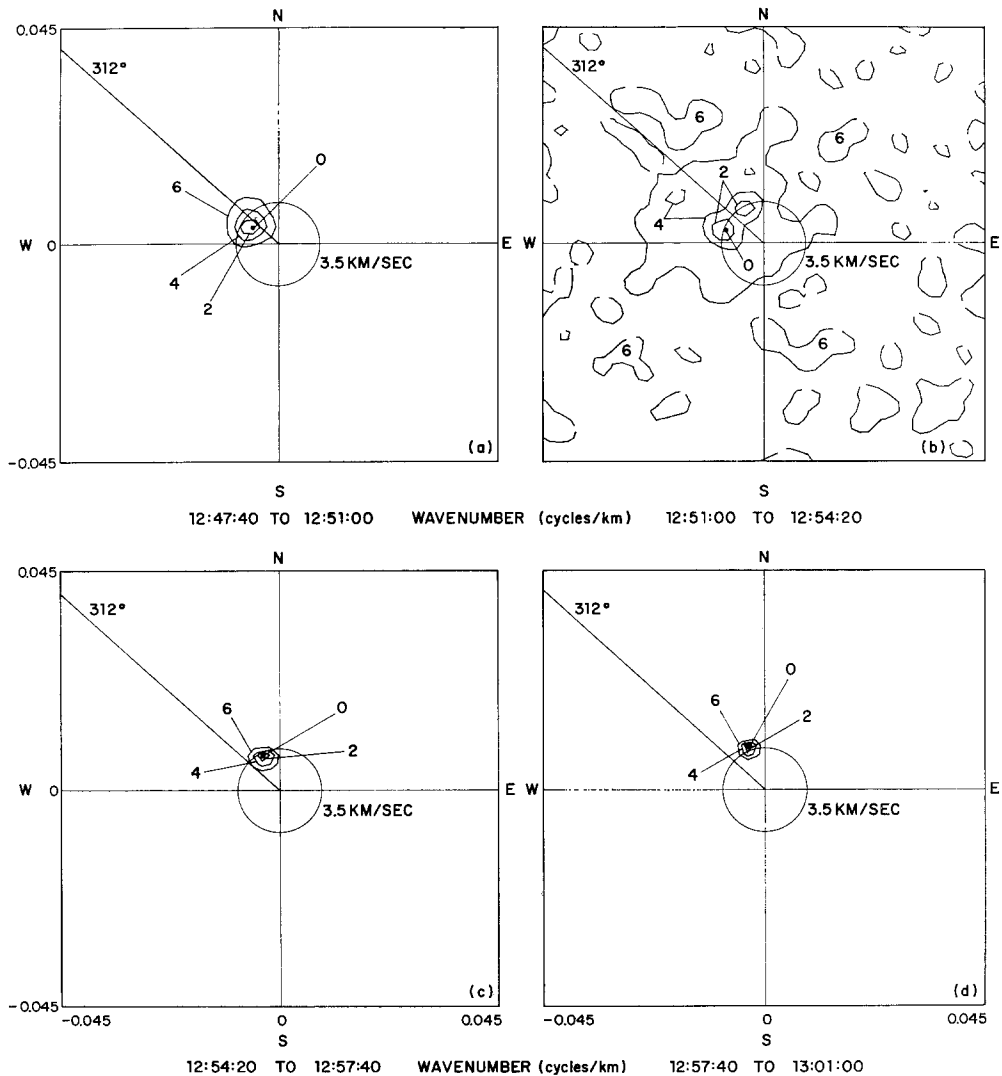 N N
0.045
312° 312°
6 6
0 6
6 2
4
W 0 E W E
3.5 KM/SEC 0 3.5 KM/SEC
4
2 6 6
(a) (b)
-0.045
S S
12:47:40 TO 12:51:00 WAVENUMBER (cycles/km) 12:51:00 TO 12:54:20
N N
0.045
312° 312°
0
6 0 6 2
2
4 4
W 0 E W E
3.5 KM/SEC 3.5 KM/SEC
(c) (d)
-0.045
-0.045 0 0.045 0 0.045
S S
12:54:20 TO 12:57:40 WAVENUMBER (cycles/km) 12:57:40 TO 13:01:00